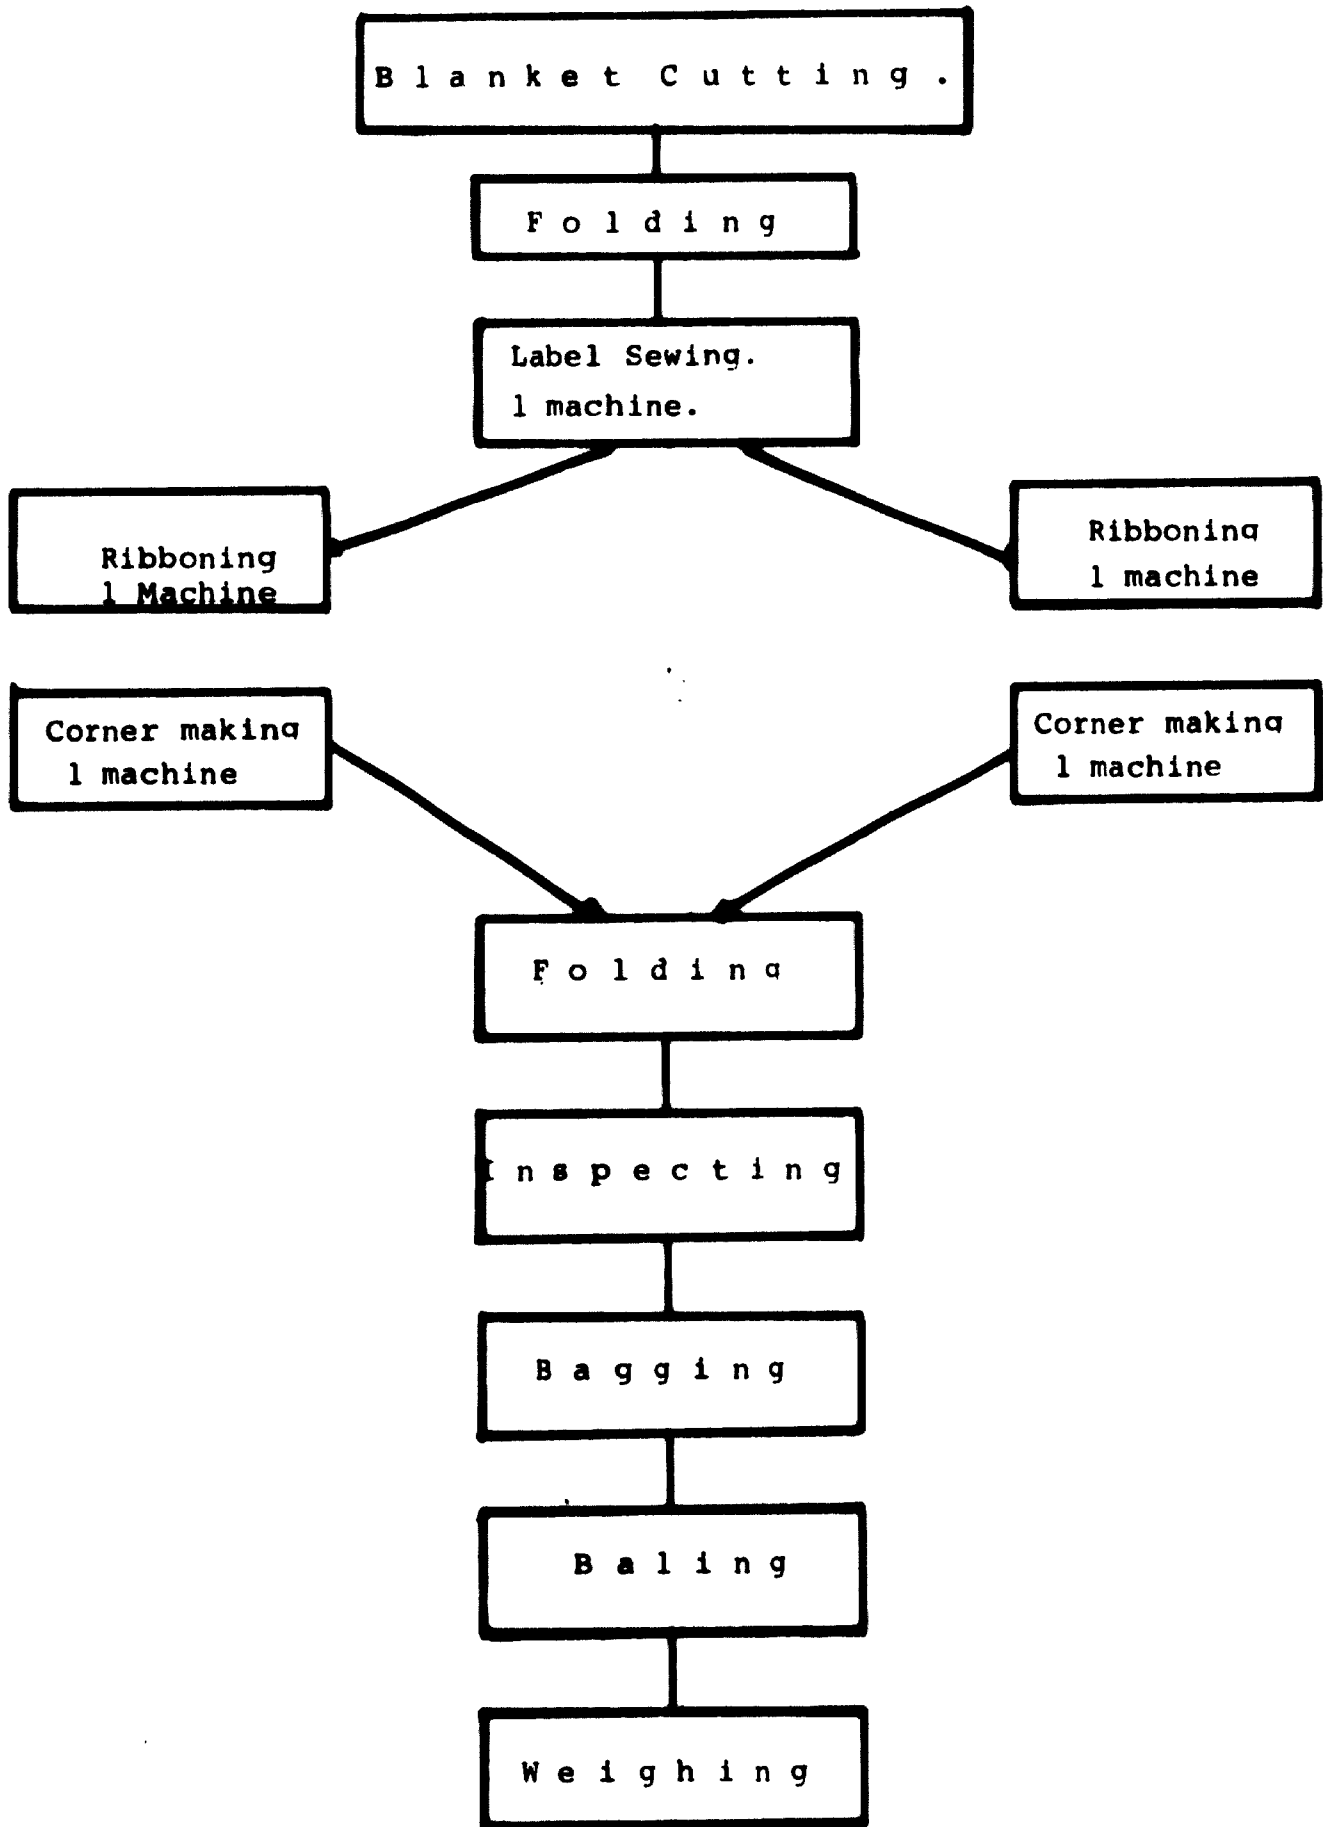 Blanket Cutting.
Folding
Label Sewing.
1 machine.
Ribboning
1 Machine
Ribboning
1 machine
Corner making
1 machine
Corner making
1 machine
Folding
Inspecting
Bagging
Baling
Weighing